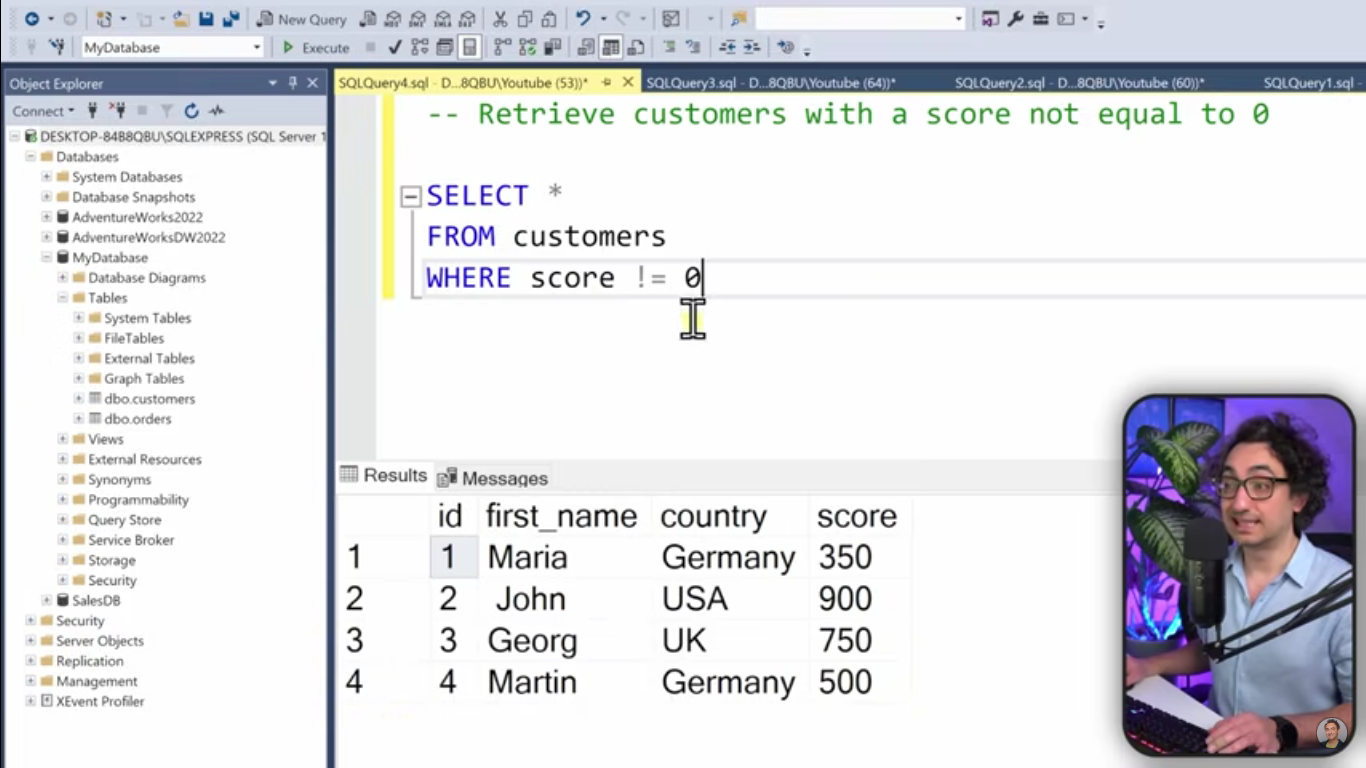 New Query
MyDatabase
Execute
Object Explorer
SQLQuery4.sql - D...8QBU\Youtube (53))*
SQLQuery3.sql - D...8QBU\Youtube (64))*
SQLQuery2.sql - D...8QBU\Youtube (60))*
SQLQuery1.sql -
Connect
DESKTOP-84B8QBU\SQLEXPRESS (SQL Server 1
Databases
System Databases
Database Snapshots
AdventureWorks2022
AdventureWorksDW2022
MyDatabase
Database Diagrams
Tables
System Tables
FileTables
External Tables
Graph Tables
dbo.customers
dbo.orders
Views
External Resources
Synonyms
Programmability
Query Store
Service Broker
Storage
Security
SalesDB
Security
Server Objects
Replication
Management
XEvent Profiler
-- Retrieve customers with a score not equal to 0
SELECT *
FROM customers
WHERE score != 0
Results
Messages
id first_name country score
1 1 Maria Germany 350
2 2 John USA 900
3 3 Georg UK 750
4 4 Martin Germany 500